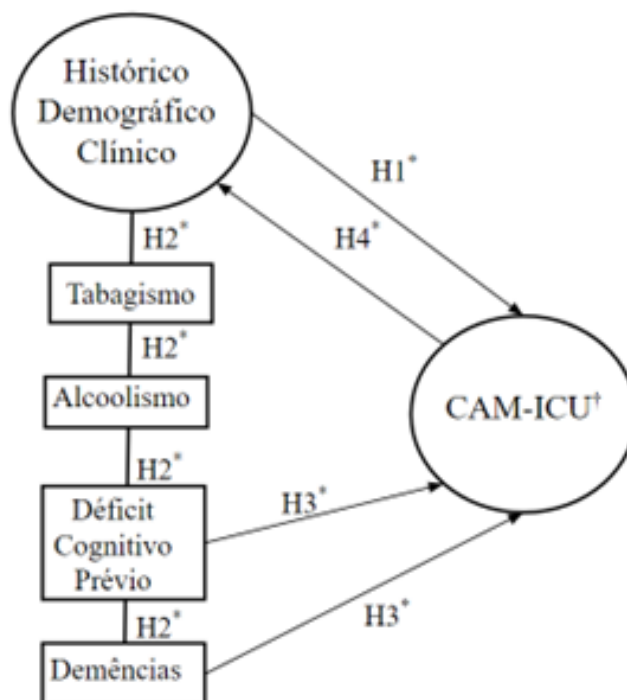 Histórico
Demográfico
Clínico
H1*
H2*
H4*
Tabagismo
H2*
Alcoolismo
CAM-ICU†
H2*
Déficit
Cognitivo
Prévio
H3*
H2*
H3*
Demências